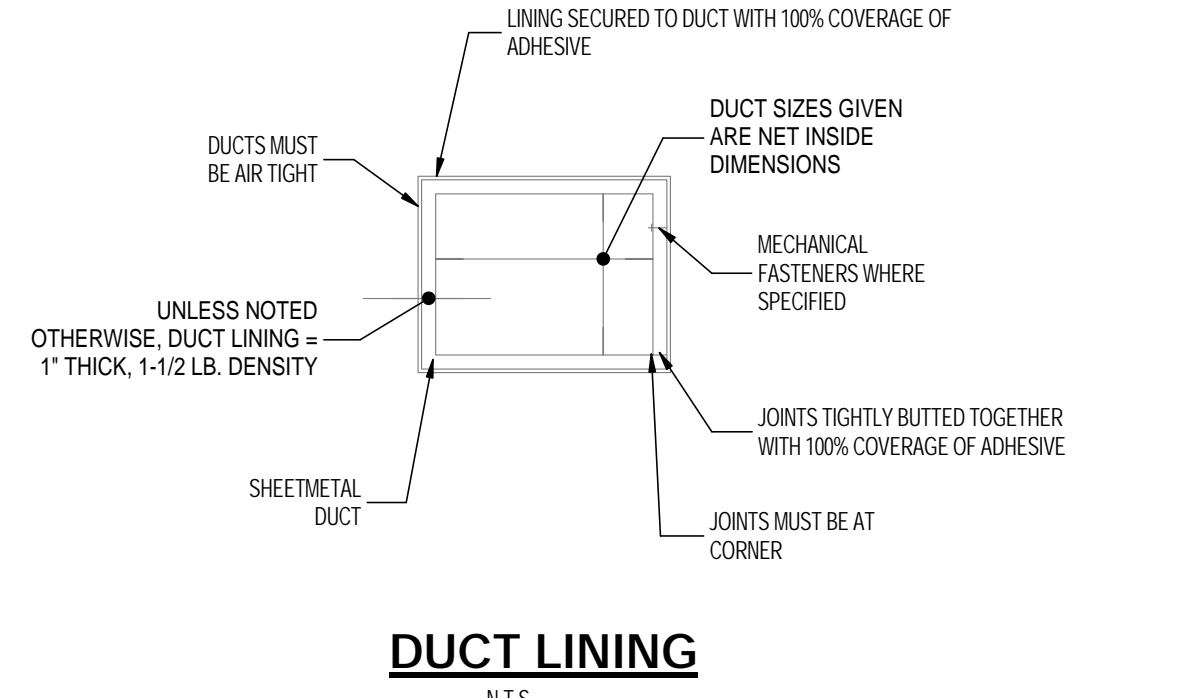 LINING SECURED TO DUCT WITH 100% COVERAGE OF
ADHESIVE
DUCT SIZES GIVEN
ARE NET INSIDE
DIMENSIONS
DUCTS MUST
BE AIR TIGHT
MECHANICAL
FASTENERS WHERE
SPECIFIED
UNLESS NOTED
OTHERWISE, DUCT LINING =
1" THICK, 1-1/2 LB. DENSITY
JOINTS TIGHTLY BUTTED TOGETHER
WITH 100% COVERAGE OF ADHESIVE
SHEETMETAL
DUCT
JOINTS MUST BE AT
CORNER
DUCT LINING
N.T.S.